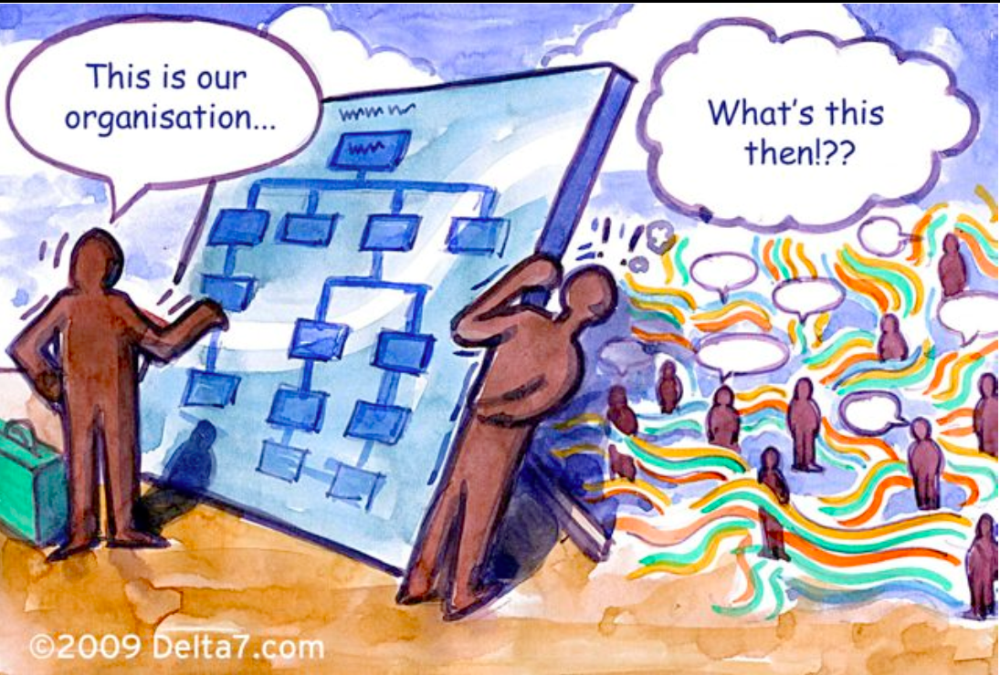 This is our
organisation...
What's this
then!??
©2009 Delta7.com